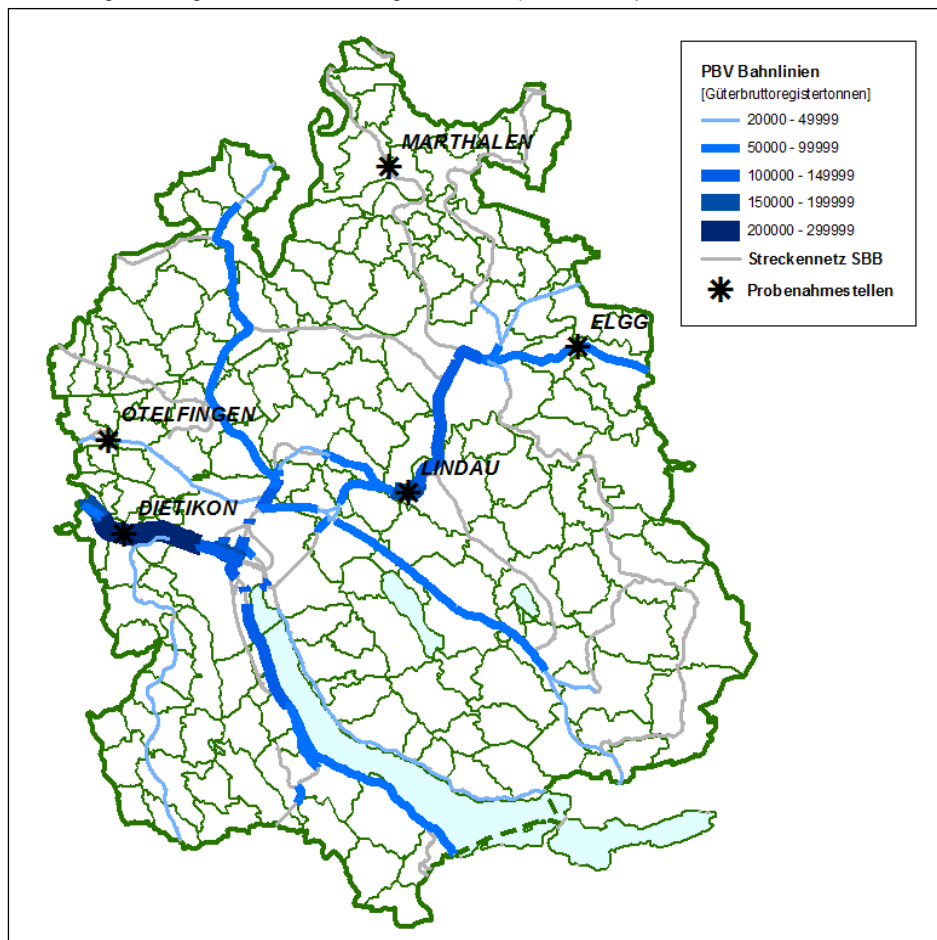 PBV Bahnlinien
[Güterbruttoregistertonnen]
20000 - 49999
50000 - 99999
100000 - 149999
150000 - 199999
200000 - 299999
Streckennetz SBB
Probenahmestellen
MARTHALEN
ELGG
OTELFINGEN
LINDAU
DIETIKON